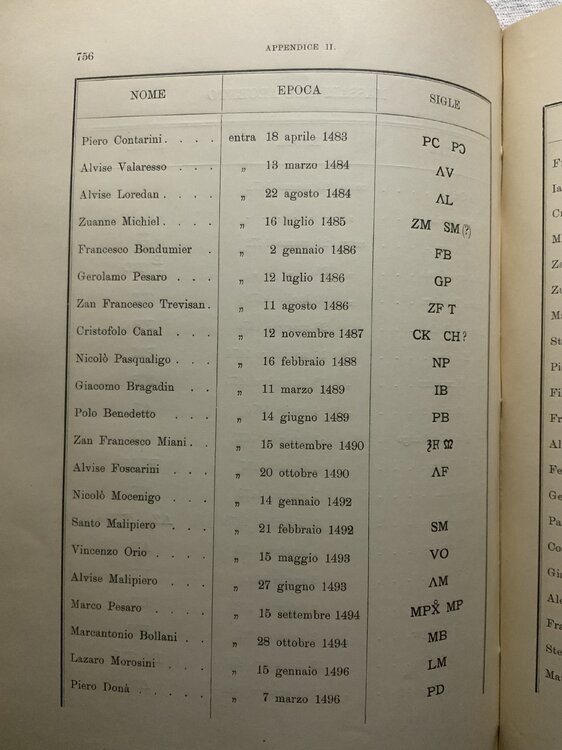 756 APPENDICE II.
NOME EPOCA SIGLE
Piero Contarini . . . . entra 18 aprile 1483 PC PƆ
Alvise Valaresso . . . „ 13 marzo 1484 ΛV
Alvise Loredan . . . „ 22 agosto 1484 ΛL
Zuanne Michiel . . . . „ 16 luglio 1485 ZM SM (?)
Francesco Bondumier . „ 2 gennaio 1486 FB
Gerolamo Pesaro . . . „ 12 luglio 1486 GP
Zan Francesco Trevisan . „ 11 agosto 1486 ZF T
Cristofolo Canal . . . „ 12 novembre 1487 CK CH?
Nicolò Pasqualigo . . . „ 16 febbraio 1488 NP
Giacomo Bragadin . . „ 11 marzo 1489 IB
Polo Benedetto . . . „ 14 giugno 1489 PB
Zan Francesco Miani . . „ 15 settembre 1490
Alvise Foscarini . . . „ 20 ottobre 1490 ΛF
Nicolò Mocenigo . . . „ 14 gennaio 1492
Santo Malipiero . . . „ 21 febbraio 1492 SM
Vincenzo Orio . . . . „ 15 maggio 1493 VO
Alvise Malipiero . . . „ 27 giugno 1493 ΛM
Marco Pesaro . . . . „ 15 settembre 1494 MPX̊ MP
Marcantonio Bollani . . „ 28 ottobre 1494 MB
Lazaro Morosini . . . „ 15 gennaio 1496 LM
Piero Donà . . . . . „ 7 marzo 1496 PD